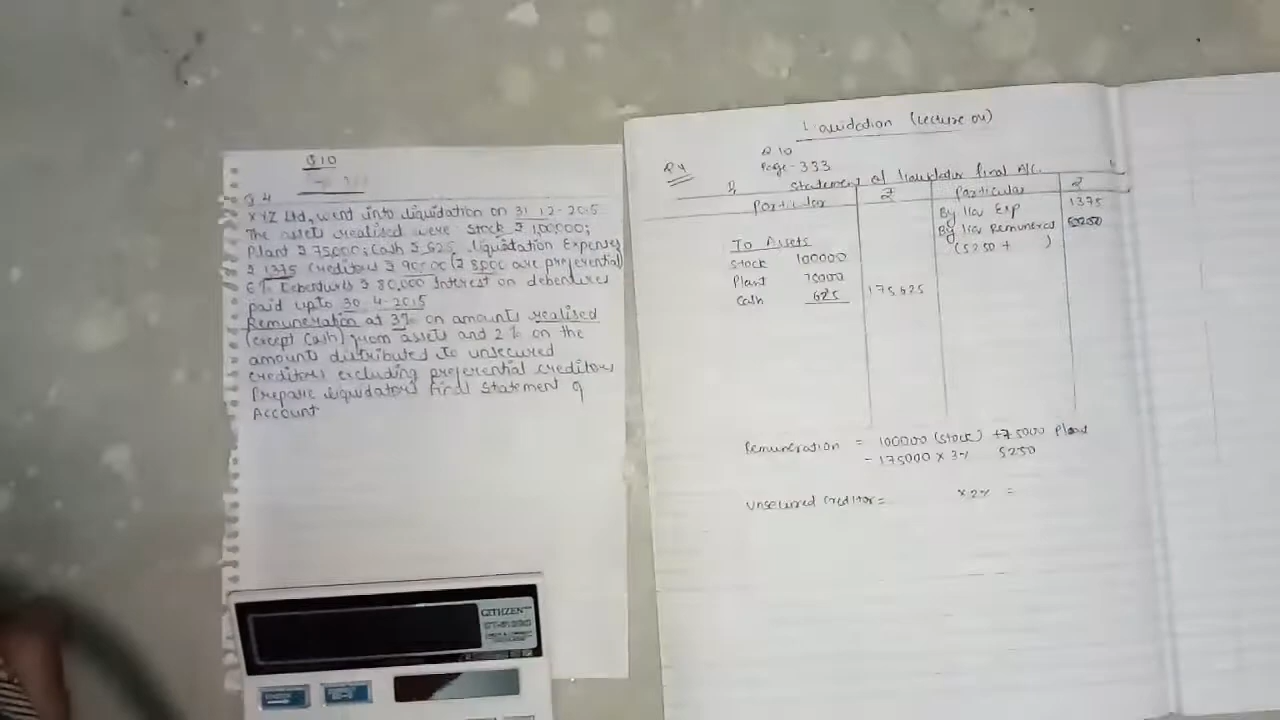 Q 10
Q 4
XYZ Ltd, went into liquidation on 31-12-2015
The assets realised were stock ₹ 1,00,000;
Plant ₹ 75000; Cash ₹ 625 liquidation Expenses
₹ 1375 Creditors ₹ (₹ 8000 are preferential)
6% Debentures ₹ 80,000 Interest on debentures
paid upto 30-4-2015
Remuneration at 3% on amounts realised
(except Cash) from assets and 2% on the
amount distributed to unsecured
creditors excluding preferential creditors
Prepare liquidators Final Statement of
Account
CITIZEN
Liquidation (Lecture 04)
Q 10
Page-333
Q4
Statement of liquidator final A/C.
Particular ₹ Particular ₹
By liq Exp 1375
By liq Remunerat 5250
(5250 + )
To Assets
Stock 100000
Plant 75000
Cash 625 175625
Remuneration = 100000 (stock) + 75000 Plant
= 175000 x 3% 5250
Unsecured Creditor = x 2% =